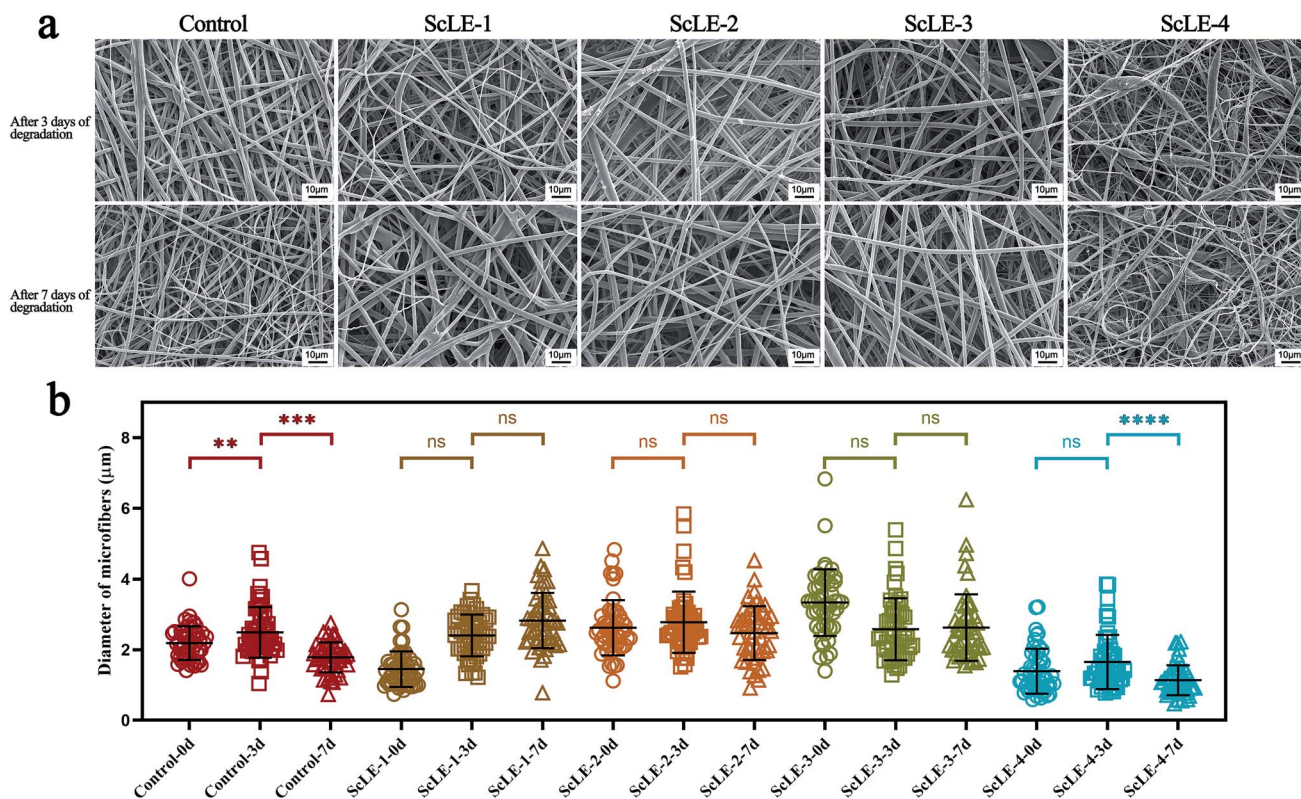 a
Control
ScLE-1
ScLE-2
ScLE-3
ScLE-4
After 3 days of
degradation
10μm
10μm
10μm
10μm
10μm
After 7 days of
degradation
10μm
10μm
10μm
10μm
10μm
b
Diameter of microfibers (μm)
8
6
4
2
0
**
***
ns
ns
ns
ns
ns
ns
ns
****
Control-0d
Control-3d
Control-7d
ScLE-1-0d
ScLE-1-3d
ScLE-1-7d
ScLE-2-0d
ScLE-2-3d
ScLE-2-7d
ScLE-3-0d
ScLE-3-3d
ScLE-3-7d
ScLE-4-0d
ScLE-4-3d
ScLE-4-7d